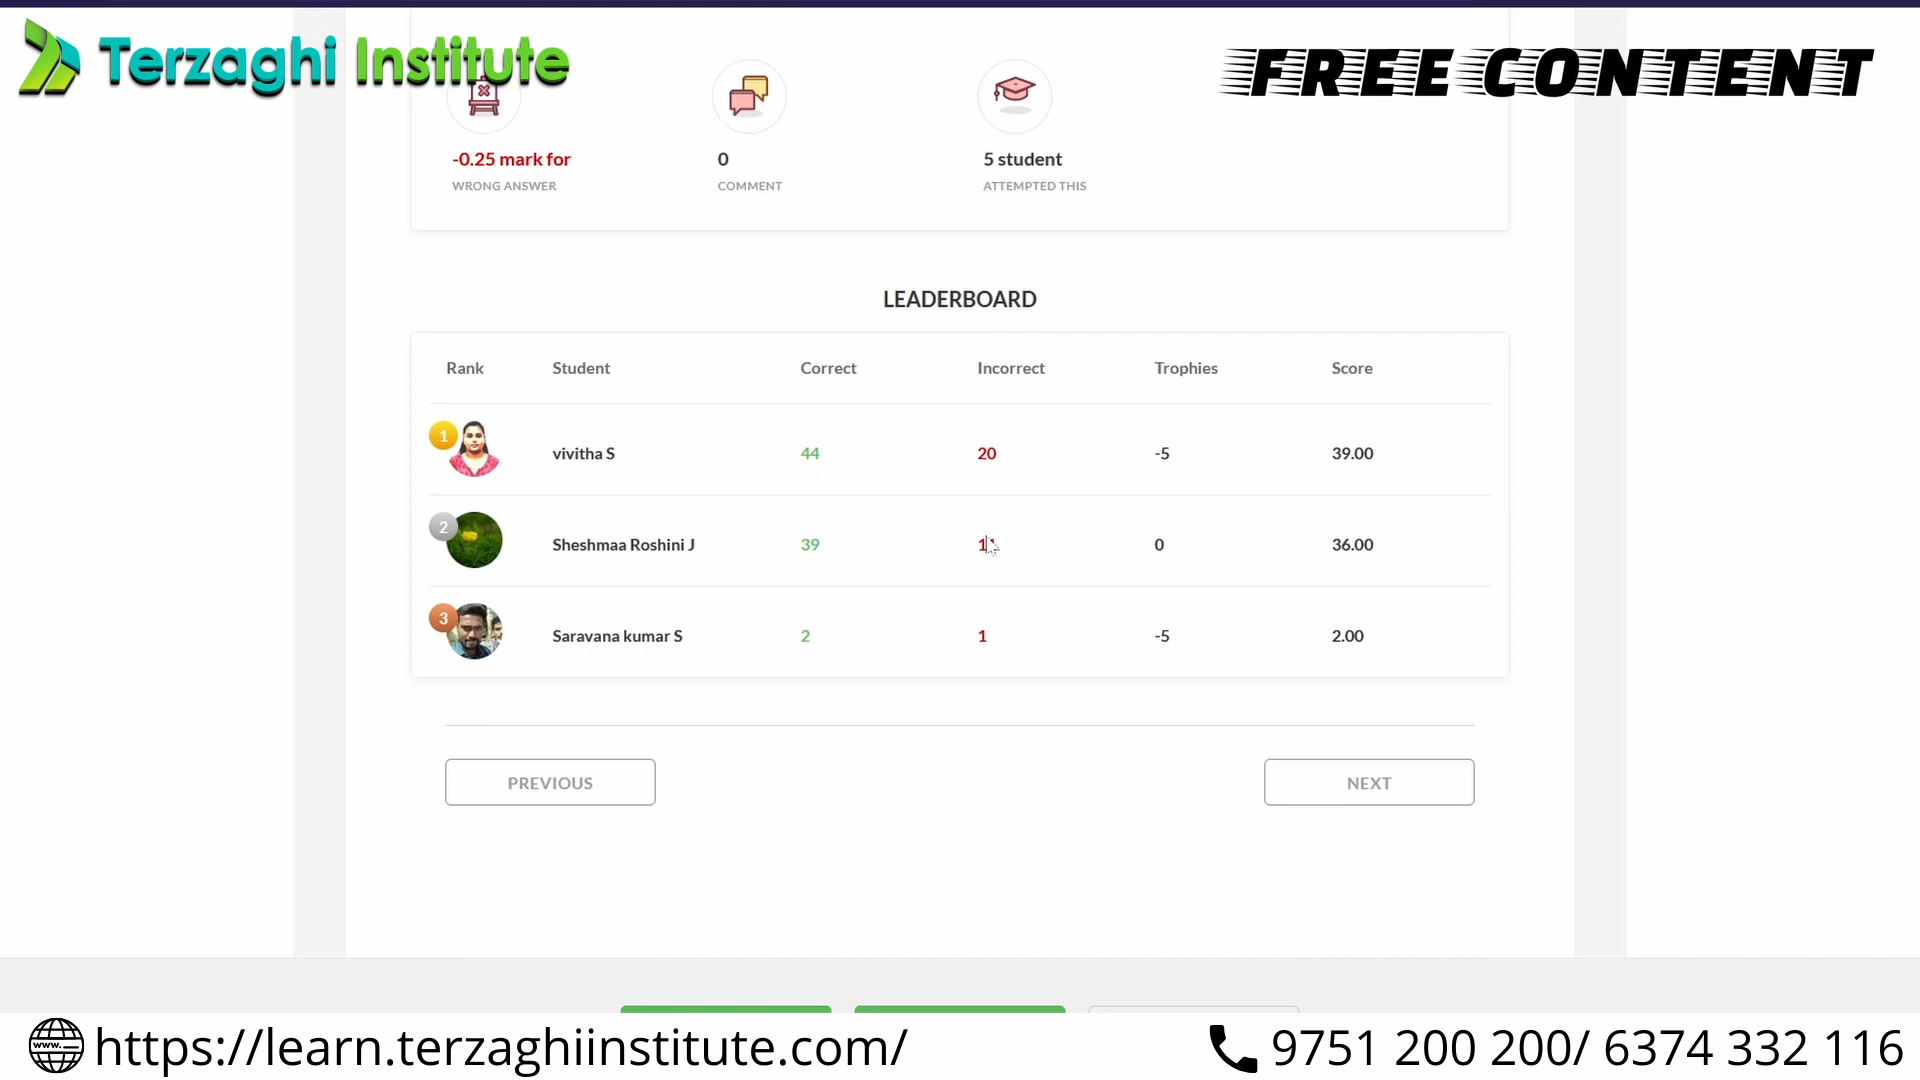 Terzaghi Institute
FREE CONTENT
-0.25 mark for
WRONG ANSWER
0
COMMENT
5 student
ATTEMPTED THIS
LEADERBOARD
Rank Student Correct Incorrect Trophies Score
1 vivitha S 44 20 -5 39.00
2 Sheshmaa Roshini J 39 0 36.00
3 Saravana kumar S 2 1 -5 2.00
PREVIOUS NEXT
www.
https://learn.terzaghiinstitute.com/ 9751 200 200/ 6374 332 116